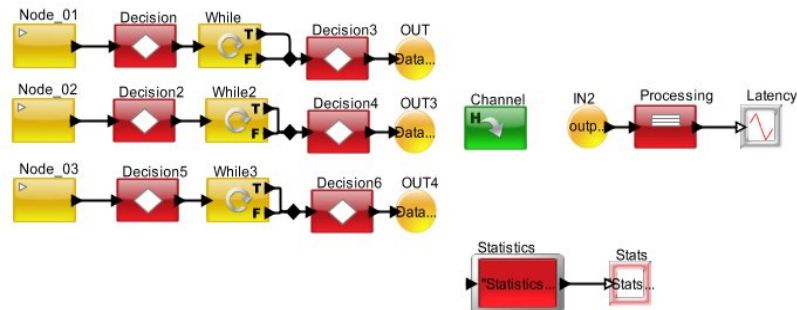 Node_01 Decision While Decision3 OUT
T
F Data...
Node_02 Decision2 While2 Decision4 OUT3
T
F Data...
Node_03 Decision5 While3 Decision6 OUT4
T
F Data...
Channel
H
IN2 Processing Latency
outp..
Statistics Stats
"Statistics... Stats...